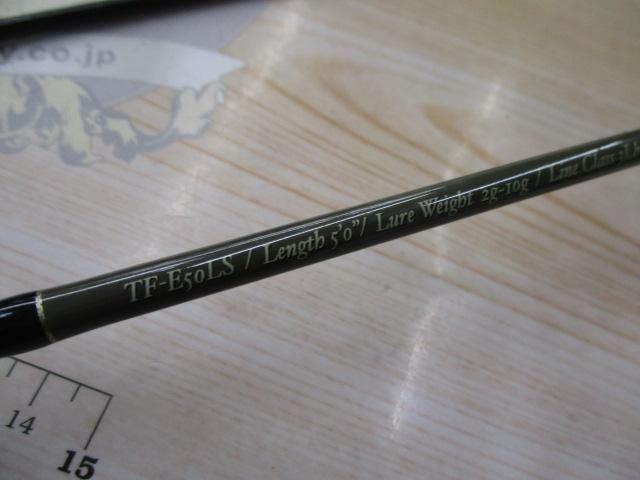 y.co.jp
TF-E50LS / Length 5'0"/ Lure Weight 2g-10g / Line Class
14
15